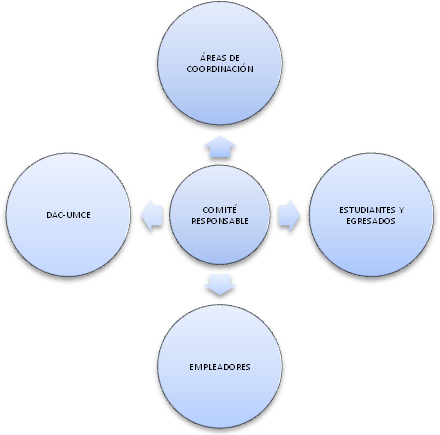 ÁREAS DE
COORDINACIÓN
DAC-UMCE
COMITÉ
RESPONSABLE
ESTUDIANTES Y
EGRESADOS
EMPLEADORES